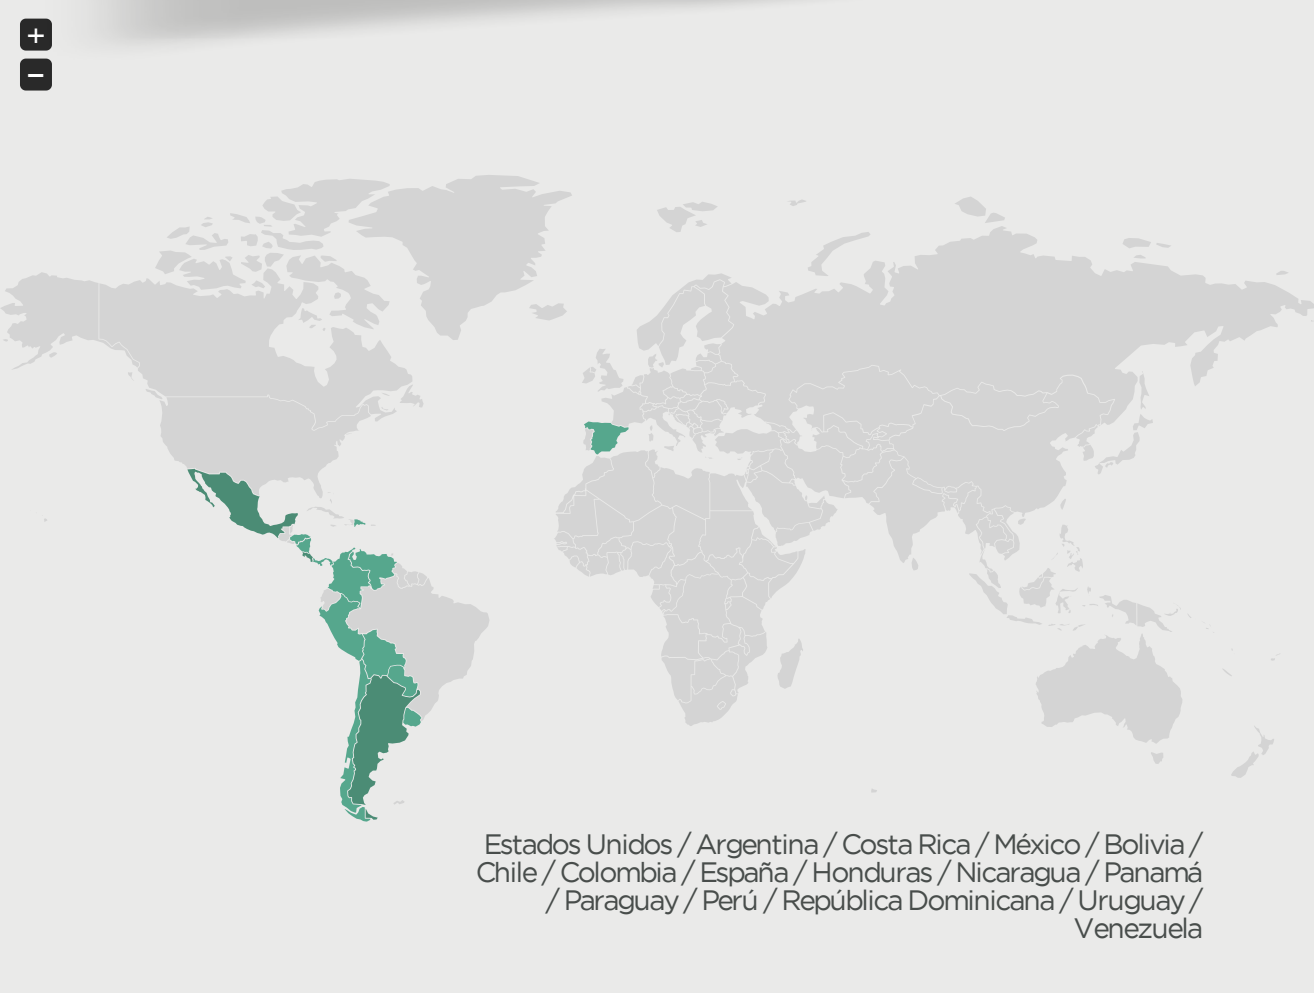 +
−
Estados Unidos / Argentina / Costa Rica / México / Bolivia /
Chile / Colombia / España / Honduras / Nicaragua / Panamá
/ Paraguay / Perú / República Dominicana / Uruguay /
Venezuela